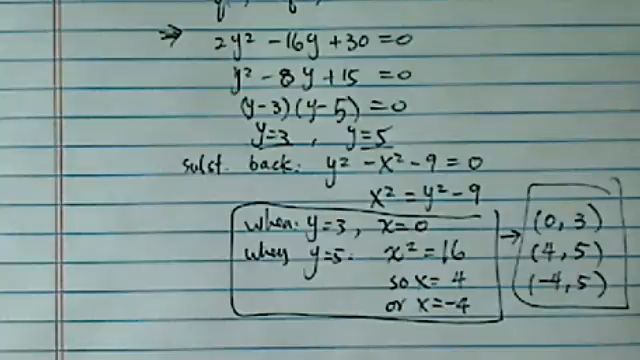 ⇒ 2y² - 16y + 30 = 0
y² - 8y + 15 = 0
(y-3)(y-5) = 0
y=3 , y=5
subst. back: y² - x² - 9 = 0
x² = y² - 9
when: y=3, x=0
when y=5. x² = 16
so x = 4
or x = -4
→ (0, 3)
(4, 5)
(-4, 5)